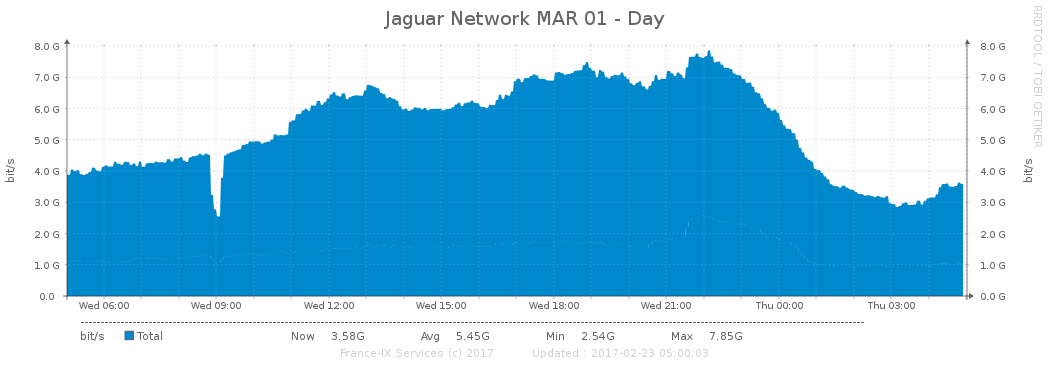 Jaguar Network MAR 01 - Day
RRDTOOL / TOBI OETIKER
8.0 G 8.0 G
7.0 G 7.0 G
6.0 G 6.0 G
5.0 G 5.0 G
4.0 G 4.0 G
3.0 G 3.0 G
2.0 G 2.0 G
1.0 G 1.0 G
0.0 0.0 G
bit/s
bit/s
Wed 06:00 Wed 09:00 Wed 12:00 Wed 15:00 Wed 18:00 Wed 21:00 Thu 00:00 Thu 03:00
bit/s Total Now 3.58G Avg 5.45G Min 2.54G Max 7.85G
France-IX Services (c) 2017 Updated : 2017-02-23 05:00:03